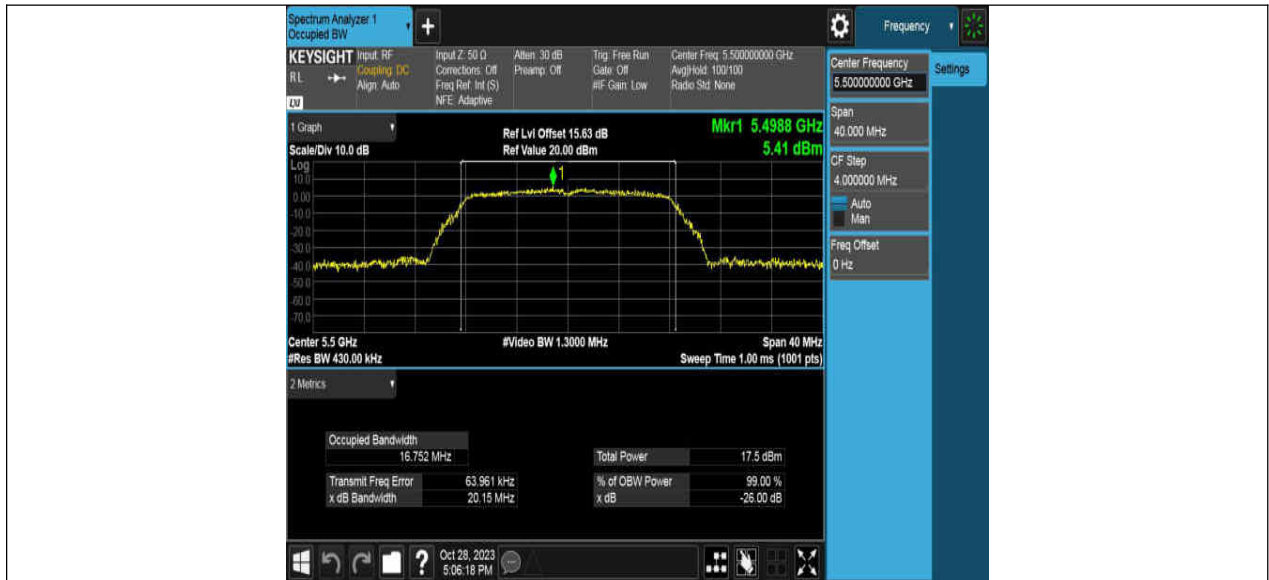 Spectrum Analyzer 1
Occupied BW
+
Frequency
KEYSIGHT
RL
Input: RF
Coupling: DC
Align: Auto
Input Z: 50 Ω
Corrections: Off
Freq Ref: Int (S)
NFE: Adaptive
Atten: 30 dB
Preamp: Off
Trig: Free Run
Gate: Off
#IF Gain: Low
Center Freq: 5.500000000 GHz
Avg|Hold: 100/100
Radio Std: None
Center Frequency
5.500000000 GHz
Settings
Span
40.000 MHz
CF Step
4.000000 MHz
Auto
Man
Freq Offset
0 Hz
1 Graph
Scale/Div 10.0 dB
Ref Lvl Offset 15.63 dB
Ref Value 20.00 dBm
Mkr1 5.4988 GHz
5.41 dBm
Log
10.0
0.00
-10.0
-20.0
-30.0
-40.0
-50.0
-60.0
-70.0
1
Center 5.5 GHz
#Video BW 1.3000 MHz
Span 40 MHz
#Res BW 430.00 kHz
Sweep Time 1.00 ms (1001 pts)
2 Metrics
Occupied Bandwidth
16.752 MHz
Total Power 17.5 dBm
Transmit Freq Error 63.961 kHz
% of OBW Power 99.00 %
x dB Bandwidth 20.15 MHz
x dB -26.00 dB
?
Oct 28, 2023
5:06:18 PM